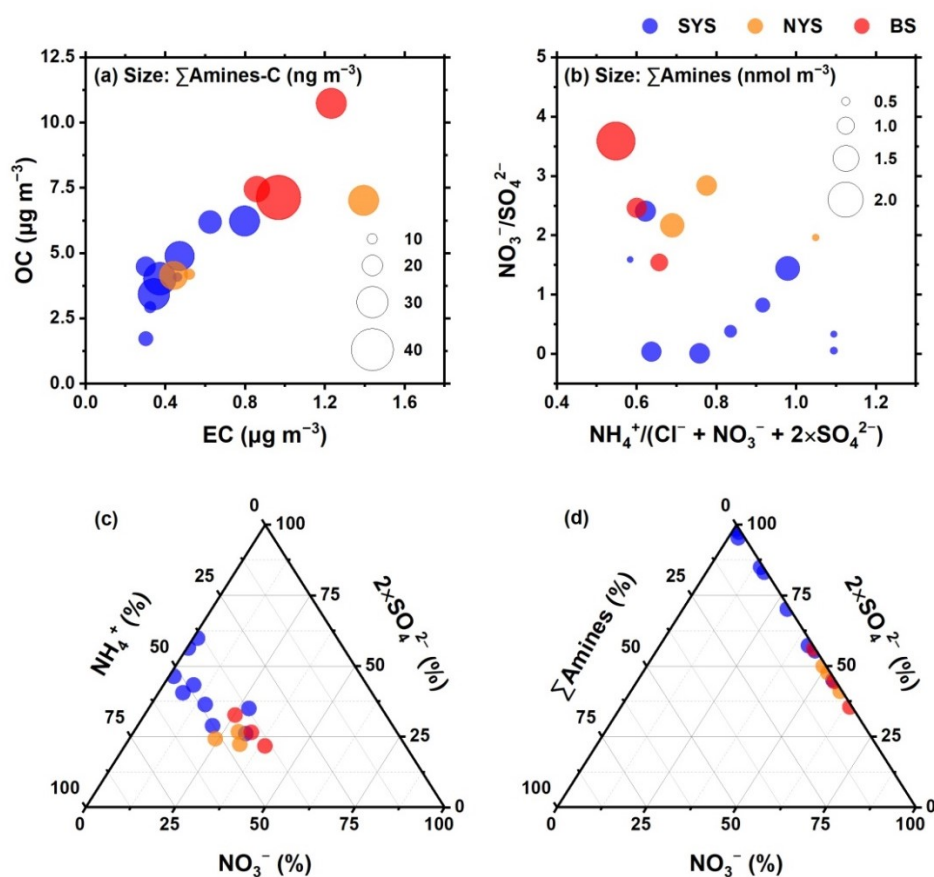 SYS NYS BS
(a) Size: ∑Amines-C (ng m⁻³)
12.5
10.0
7.5
5.0
2.5
0.0
OC (µg m⁻³)
10
20
30
40
0.0 0.4 0.8 1.2 1.6
EC (µg m⁻³)
(b) Size: ∑Amines (nmol m⁻³)
5
4
3
2
1
0
NO₃⁻/SO₄²⁻
0.5
1.0
1.5
2.0
0.4 0.6 0.8 1.0 1.2
NH₄⁺/(Cl⁻ + NO₃⁻ + 2×SO₄²⁻)
(c)
0
25
50
75
100
NH₄⁺ (%)
100
75
50
25
0
2×SO₄²⁻ (%)
0 25 50 75 100
NO₃⁻ (%)
(d)
0
25
50
75
100
∑Amines (%)
100
75
50
25
0
2×SO₄²⁻ (%)
0 25 50 75 100
NO₃⁻ (%)